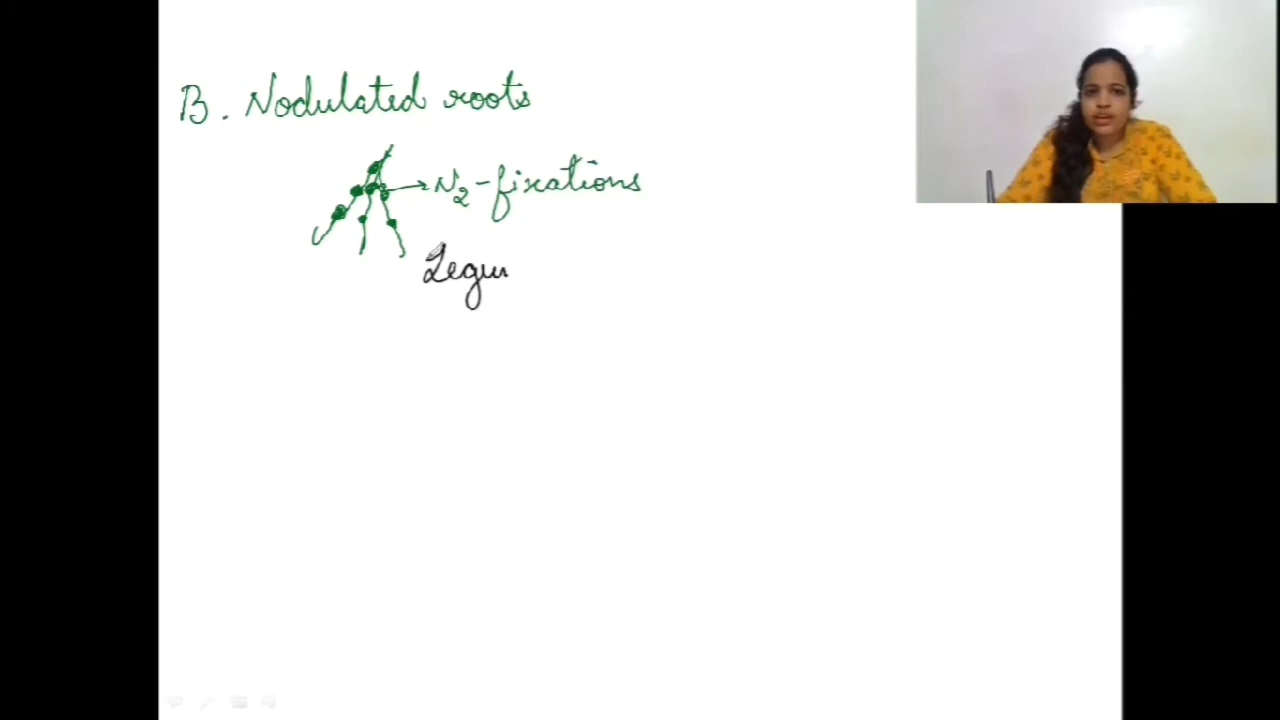 B. Nodulated roots
N₂-fixations
Legu